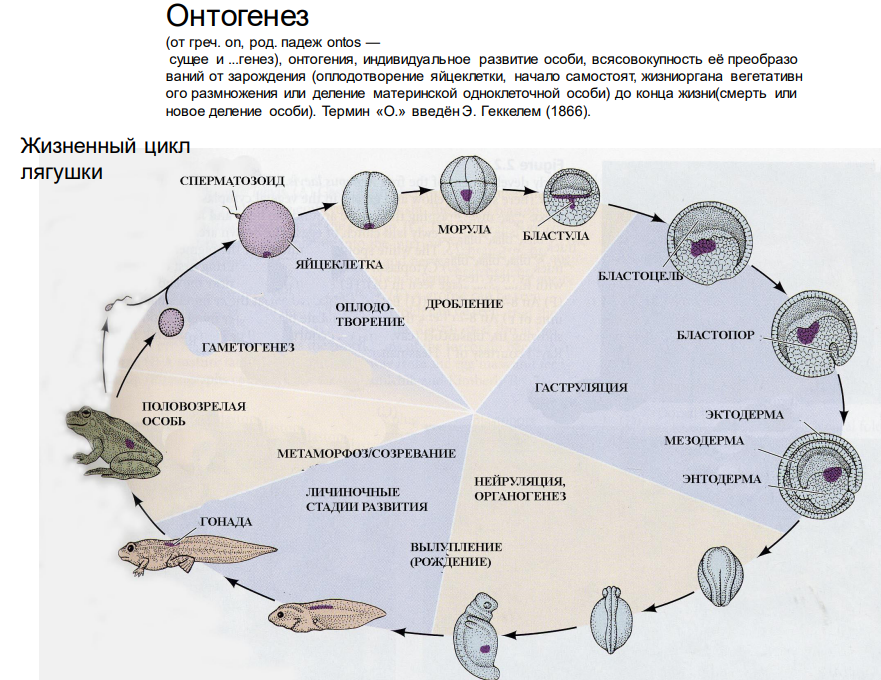 Онтогенез
(от греч. on, род. падеж ontos —
сущее и ...генез), онтогения, индивидуальное развитие особи, всясовокупность её преобразо
ваний от зарождения (оплодотворение яйцеклетки, начало самостоят, жизниоргана вегетативн
ого размножения или деление материнской одноклеточной особи) до конца жизни(смерть или
новое деление особи). Термин «О.» введён Э. Геккелем (1866).
Жизненный цикл
лягушки
СПЕРМАТОЗОИД
МОРУЛА
БЛАСТУЛА
ЯЙЦЕКЛЕТКА
БЛАСТОЦЕЛЬ
ОПЛОДО-
ТВОРЕНИЕ
ДРОБЛЕНИЕ
БЛАСТОПОР
ГАМЕТОГЕНЕЗ
ГАСТРУЛЯЦИЯ
ПОЛОВОЗРЕЛАЯ
ОСОБЬ
ЭКТОДЕРМА
МЕЗОДЕРМА
МЕТАМОРФОЗ/СОЗРЕВАНИЕ
ЭНТОДЕРМА
НЕЙРУЛЯЦИЯ,
ОРГАНОГЕНЕЗ
ЛИЧИНОЧНЫЕ
СТАДИИ РАЗВИТИЯ
ГОНАДА
ВЫЛУПЛЕНИЕ
(РОЖДЕНИЕ)